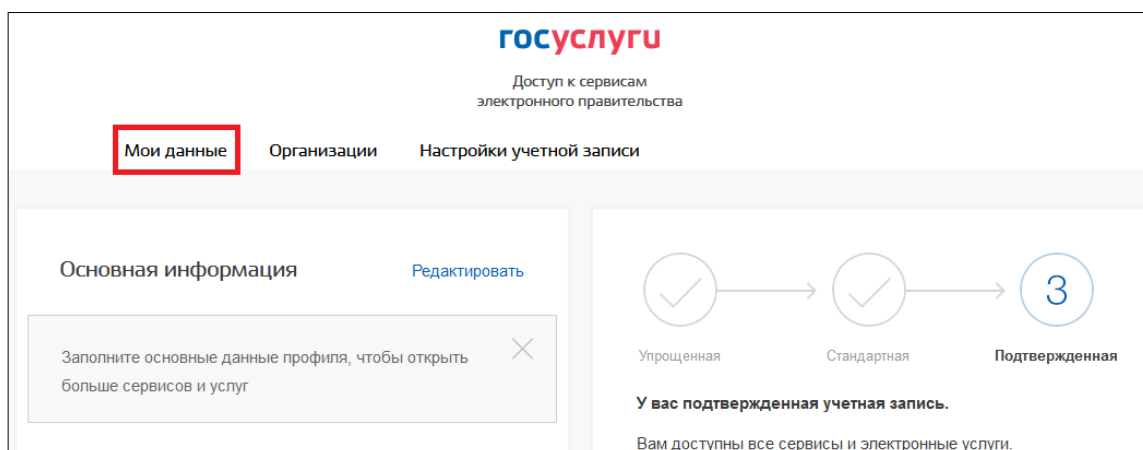 госуслуги
Доступ к сервисам
электронного правительства
Мои данные Организации Настройки учетной записи
Основная информация Редактировать
Заполните основные данные профиля, чтобы открыть
больше сервисов и услуг
3
Упрощенная Стандартная Подтвержденная
У вас подтвержденная учетная запись.
Вам доступны все сервисы и электронные услуги.